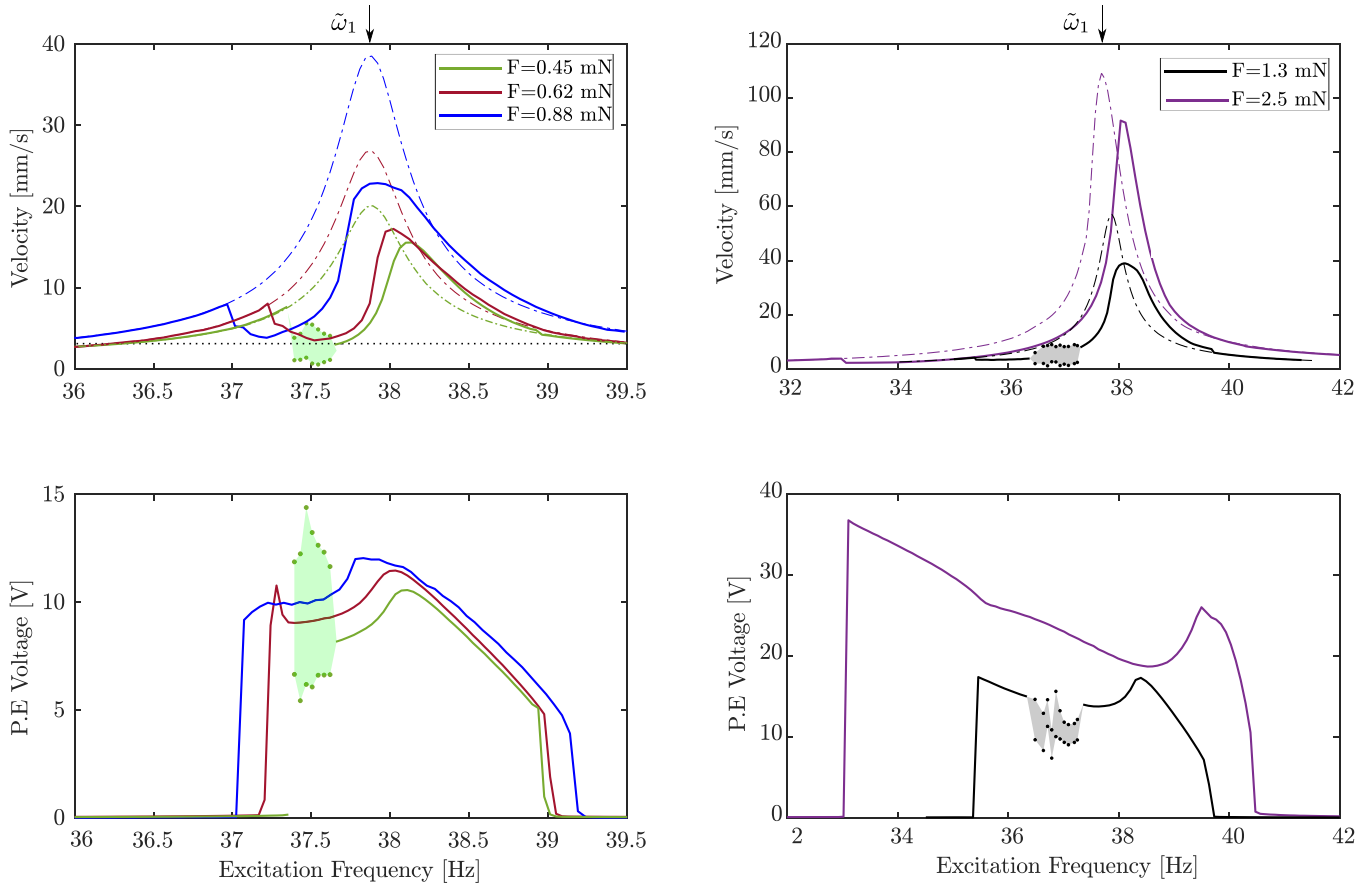 ω̃₁
40
30
20
10
0
Velocity [mm/s]
F=0.45 mN
F=0.62 mN
F=0.88 mN
36 36.5 37 37.5 38 38.5 39 39.5
ω̃₁
120
100
80
60
40
20
0
Velocity [mm/s]
F=1.3 mN
F=2.5 mN
32 34 36 38 40 42
15
10
5
0
P.E Voltage [V]
36 36.5 37 37.5 38 38.5 39 39.5
Excitation Frequency [Hz]
40
30
20
10
0
P.E Voltage [V]
2 34 36 38 40 42
Excitation Frequency [Hz]